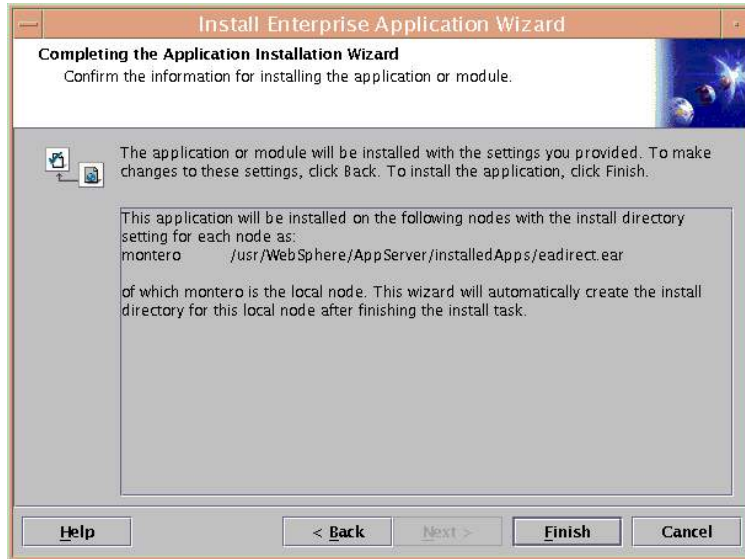 Install Enterprise Application Wizard
Completing the Application Installation Wizard
Confirm the information for installing the application or module.
The application or module will be installed with the settings you provided. To make
changes to these settings, click Back. To install the application, click Finish.
This application will be installed on the following nodes with the install directory
setting for each node as:
montero /usr/WebSphere/AppServer/installedApps/eadirect.ear
of which montero is the local node. This wizard will automatically create the install
directory for this local node after finishing the install task.
Help < Back Next > Finish Cancel